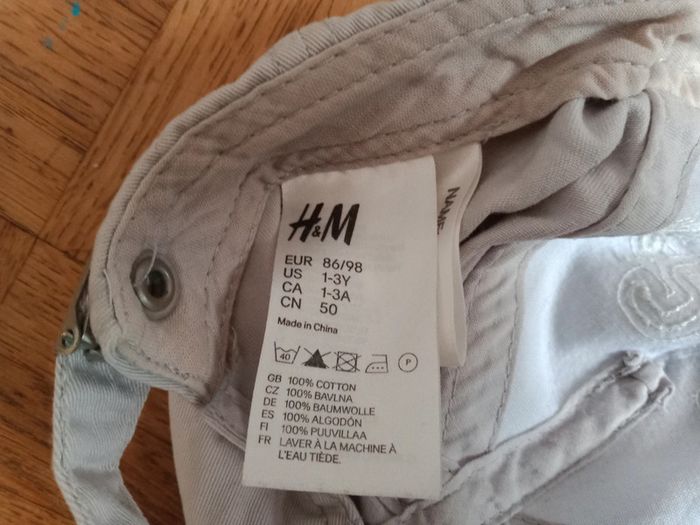 H&M
EUR 86/98
US 1-3Y
CA 1-3A
CN 50
Made in China
40
P
GB 100% COTTON
CZ 100% BAVLNA
DE 100% BAUMWOLLE
ES 100% ALGODÓN
FI 100% PUUVILLAA
FR LAVER À LA MACHINE À
L'EAU TIÈDE.
NAME